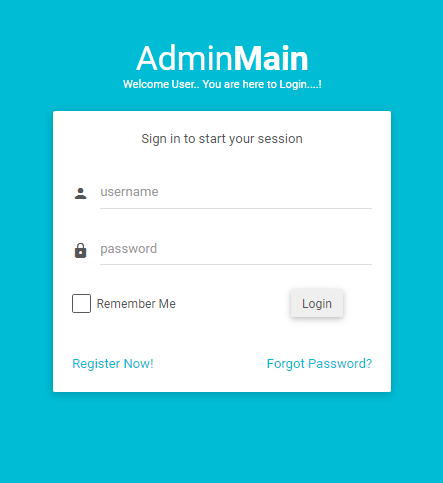 AdminMain
Welcome User.. You are here to Login....!
Sign in to start your session
username
password
Remember Me
Login
Register Now!
Forgot Password?